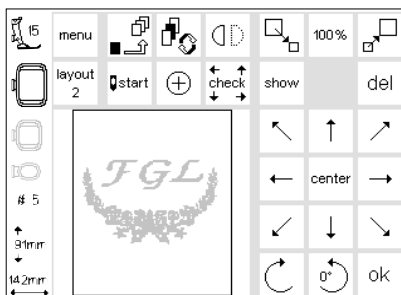 15 menu 100%
layout
2 start check show del
# 5
FGL
center
91mm
142mm
0° ok